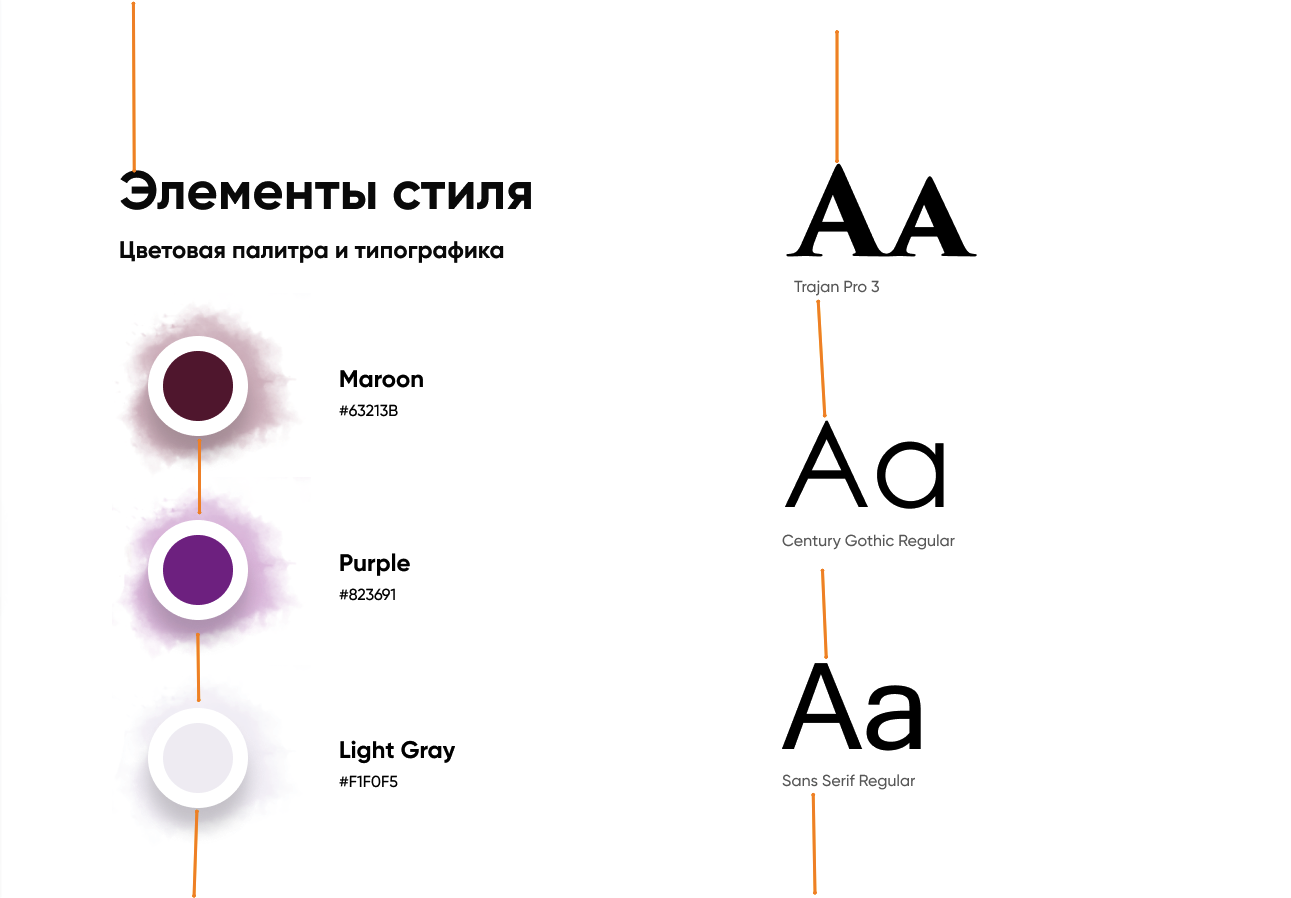 Элементы стиля
Цветовая палитра и типографика
Maroon
#63213B
Purple
#823691
Light Gray
#F1F0F5
AA
Trajan Pro 3
Aa
Century Gothic Regular
Aa
Sans Serif Regular